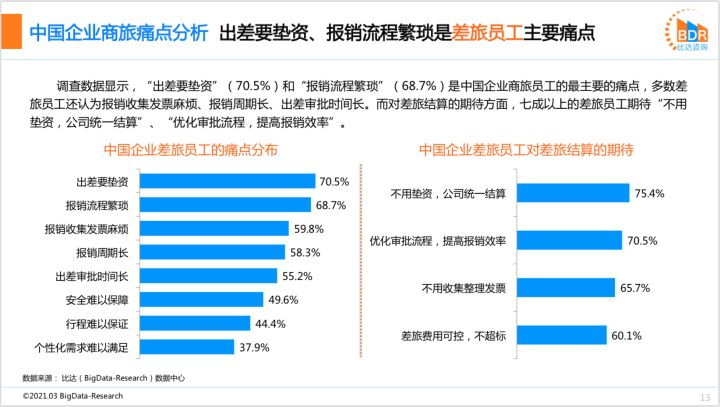 中国企业商旅痛点分析 出差要垫资、报销流程繁琐是差旅员工主要痛点
BDR
比达咨询
调查数据显示，“出差要垫资”（70.5%）和“报销流程繁琐”（68.7%）是中国企业商旅员工的最主要的痛点，多数差
旅员工还认为报销收集发票麻烦、报销周期长、出差审批时间长。而对差旅结算的期待方面，七成以上的差旅员工期待“不用
垫资，公司统一结算”、“优化审批流程，提高报销效率”。
中国企业差旅员工的痛点分布
出差要垫资 70.5%
报销流程繁琐 68.7%
报销收集发票麻烦 59.8%
报销周期长 58.3%
出差审批时间长 55.2%
安全难以保障 49.6%
行程难以保证 44.4%
个性化需求难以满足 37.9%
中国企业差旅员工对差旅结算的期待
不用垫资，公司统一结算 75.4%
优化审批流程，提高报销效率 70.5%
不用收集整理发票 65.7%
差旅费用可控，不超标 60.1%
数据来源： 比达（BigData-Research）数据中心
©2021.03 BigData-Research
13